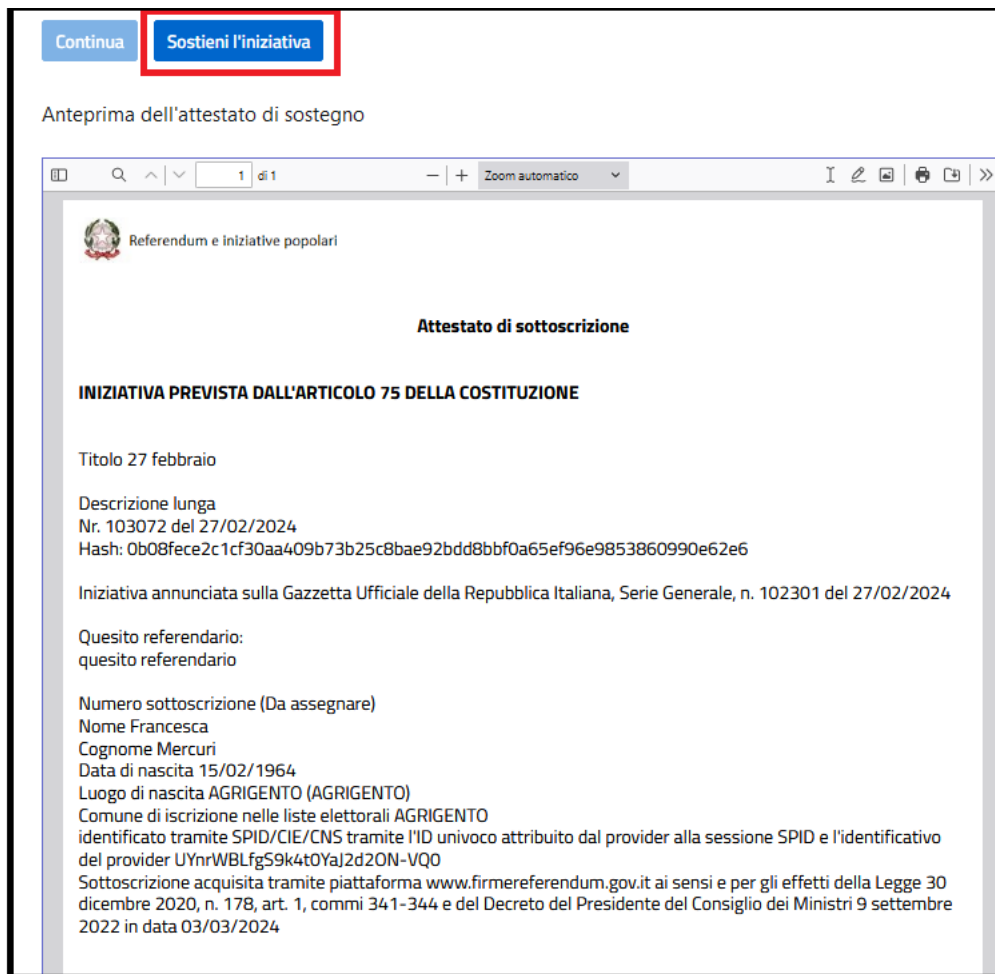 Continua
Sostieni l'iniziativa
Anteprima dell'attestato di sostegno
1 di 1
Zoom automatico
Referendum e iniziative popolari
Attestato di sottoscrizione
INIZIATIVA PREVISTA DALL'ARTICOLO 75 DELLA COSTITUZIONE
Titolo 27 febbraio
Descrizione lunga
Nr. 103072 del 27/02/2024
Hash: 0b08fece2c1cf30aa409b73b25c8bae92bdd8bbf0a65ef96e9853860990e62e6
Iniziativa annunciata sulla Gazzetta Ufficiale della Repubblica Italiana, Serie Generale, n. 102301 del 27/02/2024
Quesito referendario:
quesito referendario
Numero sottoscrizione (Da assegnare)
Nome Francesca
Cognome Mercuri
Data di nascita 15/02/1964
Luogo di nascita AGRIGENTO (AGRIGENTO)
Comune di iscrizione nelle liste elettorali AGRIGENTO
identificato tramite SPID/CIE/CNS tramite l'ID univoco attribuito dal provider alla sessione SPID e l'identificativo
del provider UYnrWBLfgS9k4t0YaJ2d2ON-VQ0
Sottoscrizione acquisita tramite piattaforma www.firmereferendum.gov.it ai sensi e per gli effetti della Legge 30
dicembre 2020, n. 178, art. 1, commi 341-344 e del Decreto del Presidente del Consiglio dei Ministri 9 settembre
2022 in data 03/03/2024